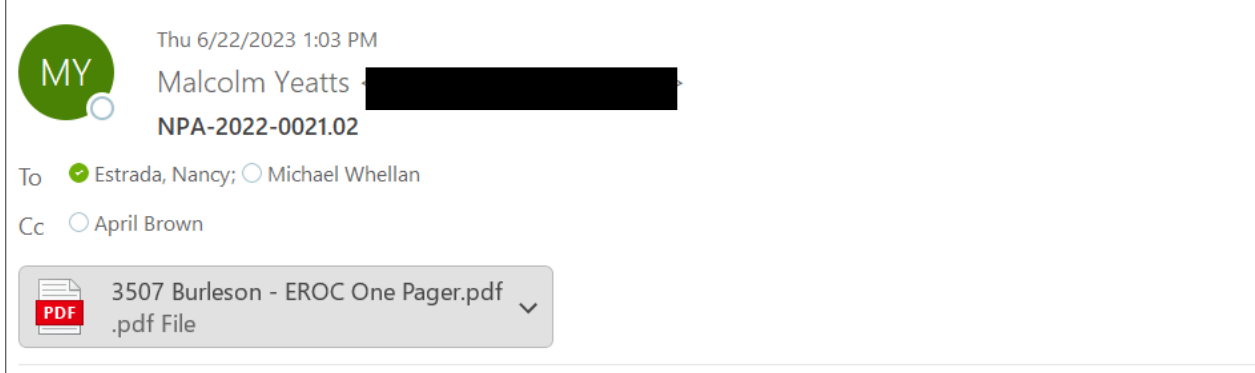 Thu 6/22/2023 1:03 PM
MY
Malcolm Yeatts
NPA-2022-0021.02
To Estrada, Nancy; Michael Whellan
Cc April Brown
3507 Burleson - EROC One Pager.pdf
PDF
.pdf File